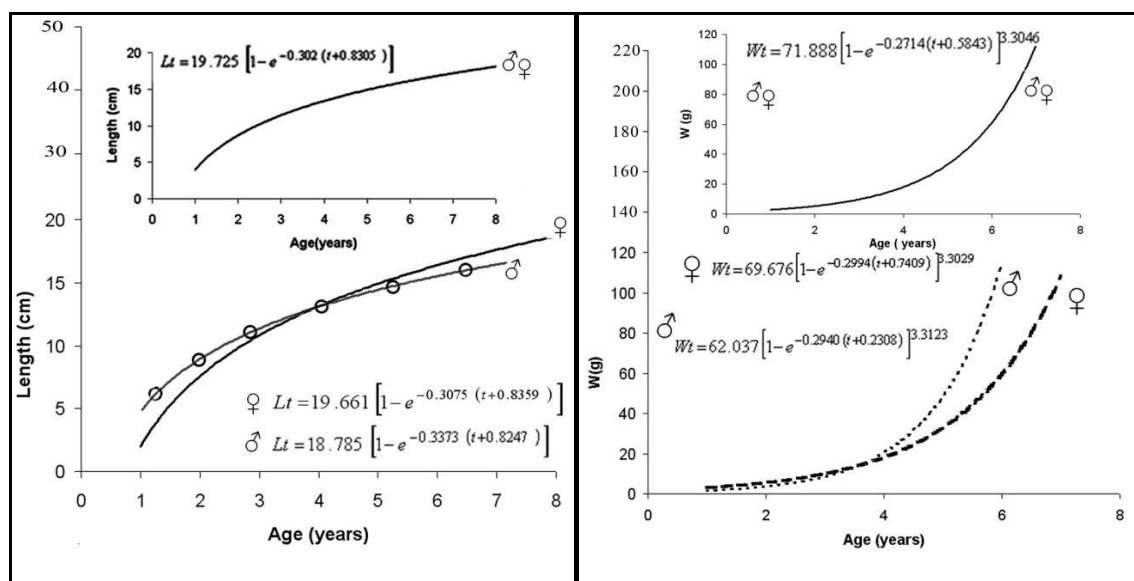 50
40
30
20
15
10
5
0
Length (cm)
0 1 2 3 4 5 6 7 8
Age (years)
20
15
10
5
0
Length (cm)
0 1 2 3 4 5 6 7 8
Age(years)
Lt=19.725 [1-e^-0.302(t+0.8305)]
♂♀
♀
♂
♀ Lt=19.661 [1-e^-0.3075 (t+0.8359)]
♂ Lt=18.785 [1-e^-0.3373 (t+0.8247)]
220
200
180
160
140
120
100
80
60
40
20
0
W(g)
0 2 4 6 8
Age (years)
120
100
80
60
40
20
0
W (g)
0 2 4 6 8
Age ( years)
Wt=71.888[1-e^-0.2714(t+0.5843)]^3.3046
♂♀
♂♀
♀ Wt=69.676[1-e^-0.2994(t+0.7409)]^3.3029
♂
Wt=62.037[1-e^-0.2940(t+0.2308)]^3.3123
♂
♀